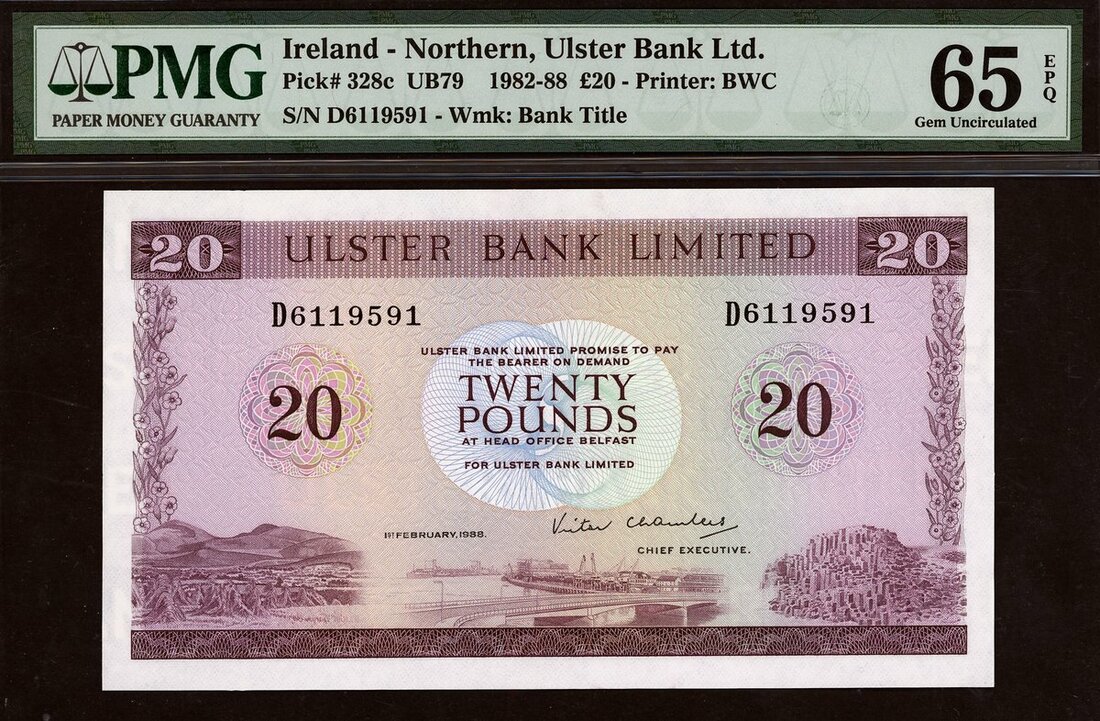 PMG
PAPER MONEY GUARANTY
Ireland - Northern, Ulster Bank Ltd.
Pick# 328c UB79 1982-88 £20 - Printer: BWC
S/N D6119591 - Wmk: Bank Title
65
EPQ
Gem Uncirculated
20 ULSTER BANK LIMITED 20
D6119591 D6119591
ULSTER BANK LIMITED PROMISE TO PAY
THE BEARER ON DEMAND
20 TWENTY 20
POUNDS
AT HEAD OFFICE BELFAST
FOR ULSTER BANK LIMITED
1ST FEBRUARY, 1988. Victor Chambers
CHIEF EXECUTIVE.